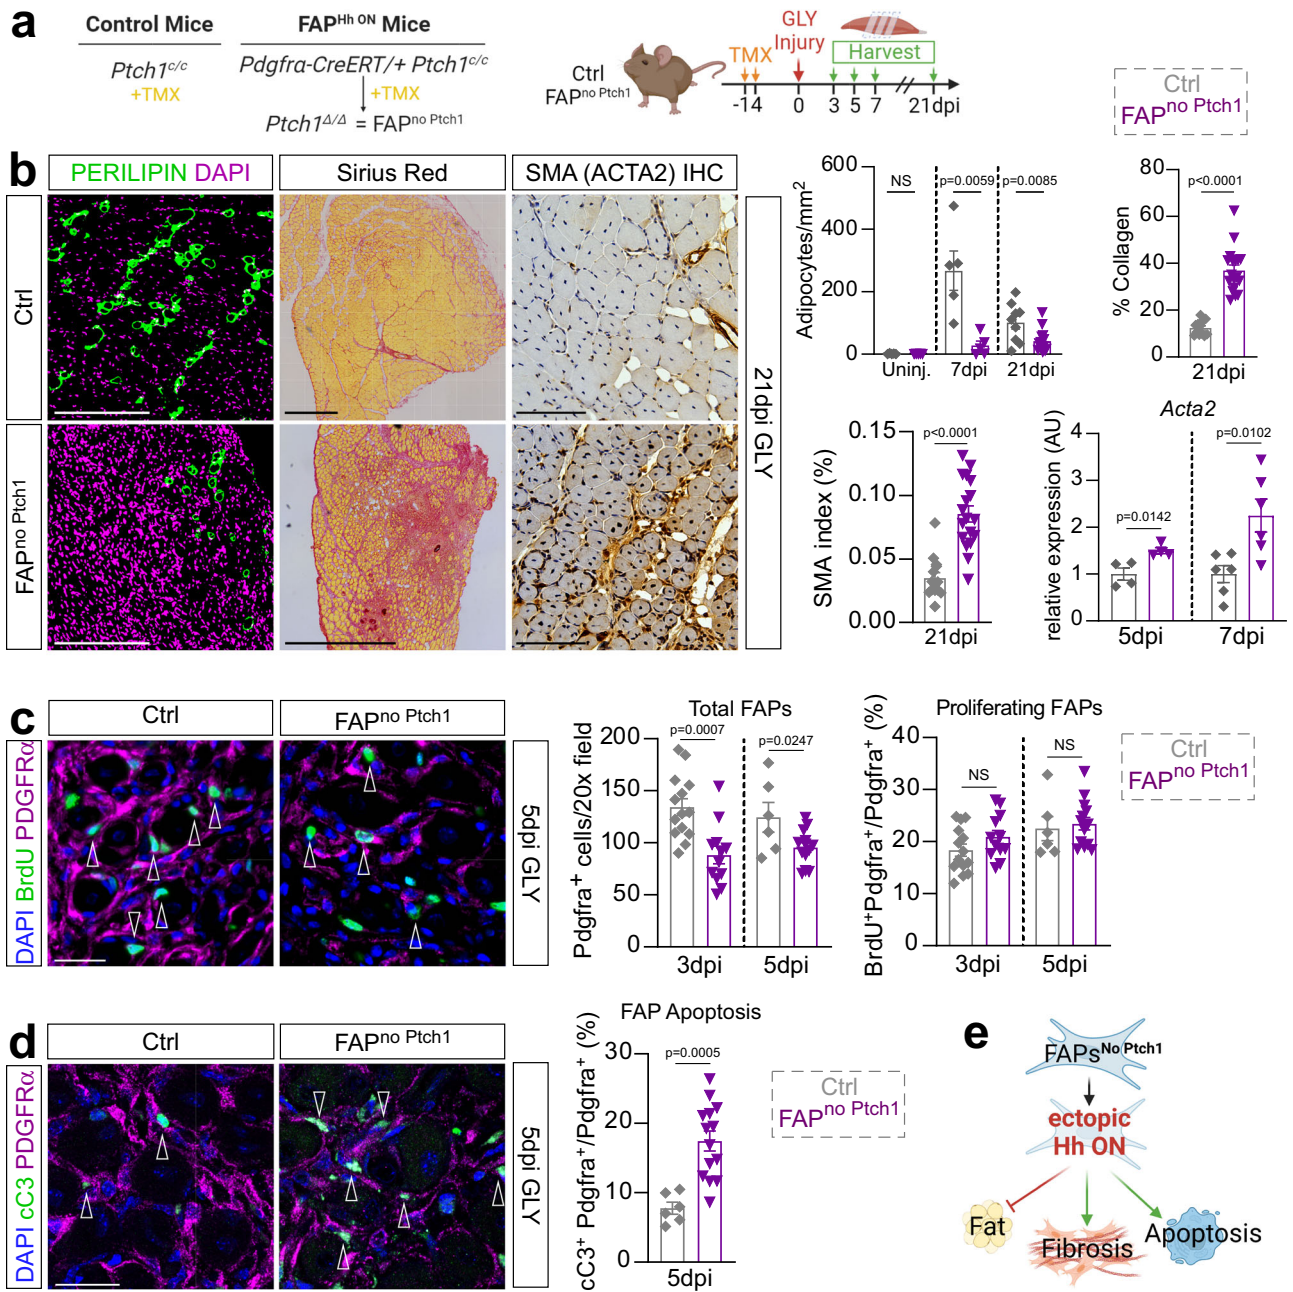 a
Control Mice
Ptch1c/c
+TMX
FAPHh ON Mice
Pdgfrα-CreERT/+ Ptch1c/c
+TMX
Ptch1Δ/Δ = FAPno Ptch1
Ctrl
FAPno Ptch1
TMX
GLY
Injury
Harvest
-14 0 3 5 7 21dpi
Ctrl
FAPno Ptch1
b
PERILIPIN DAPI
Sirius Red
SMA (ACTA2) IHC
Ctrl
FAPno Ptch1
21dpi GLY
Adipocytes/mm2
600
400
200
0
NS
p=0.0059
p=0.0085
Uninj. 7dpi 21dpi
% Collagen
80
60
40
20
0
p<0.0001
21dpi
SMA index (%)
0.15
0.10
0.05
0.00
p<0.0001
21dpi
Acta2
relative expression (AU)
4
3
2
1
0
p=0.0142
p=0.0102
5dpi 7dpi
c
Ctrl
FAPno Ptch1
DAPI BrdU PDGFRα
5dpi GLY
Total FAPs
Pdgfra+ cells/20x field
200
150
100
50
0
p=0.0007
p=0.0247
3dpi 5dpi
Proliferating FAPs
BrdU+Pdgfra+/Pdgfra+ (%)
40
30
20
10
0
NS
NS
3dpi 5dpi
Ctrl
FAPno Ptch1
d
Ctrl
FAPno Ptch1
DAPI cC3 PDGFRα
5dpi GLY
FAP Apoptosis
cC3+ Pdgfra+/Pdgfra+ (%)
30
20
10
0
p=0.0005
5dpi
Ctrl
FAPno Ptch1
e
FAPsNo Ptch1
ectopic
Hh ON
Fat
Fibrosis
Apoptosis